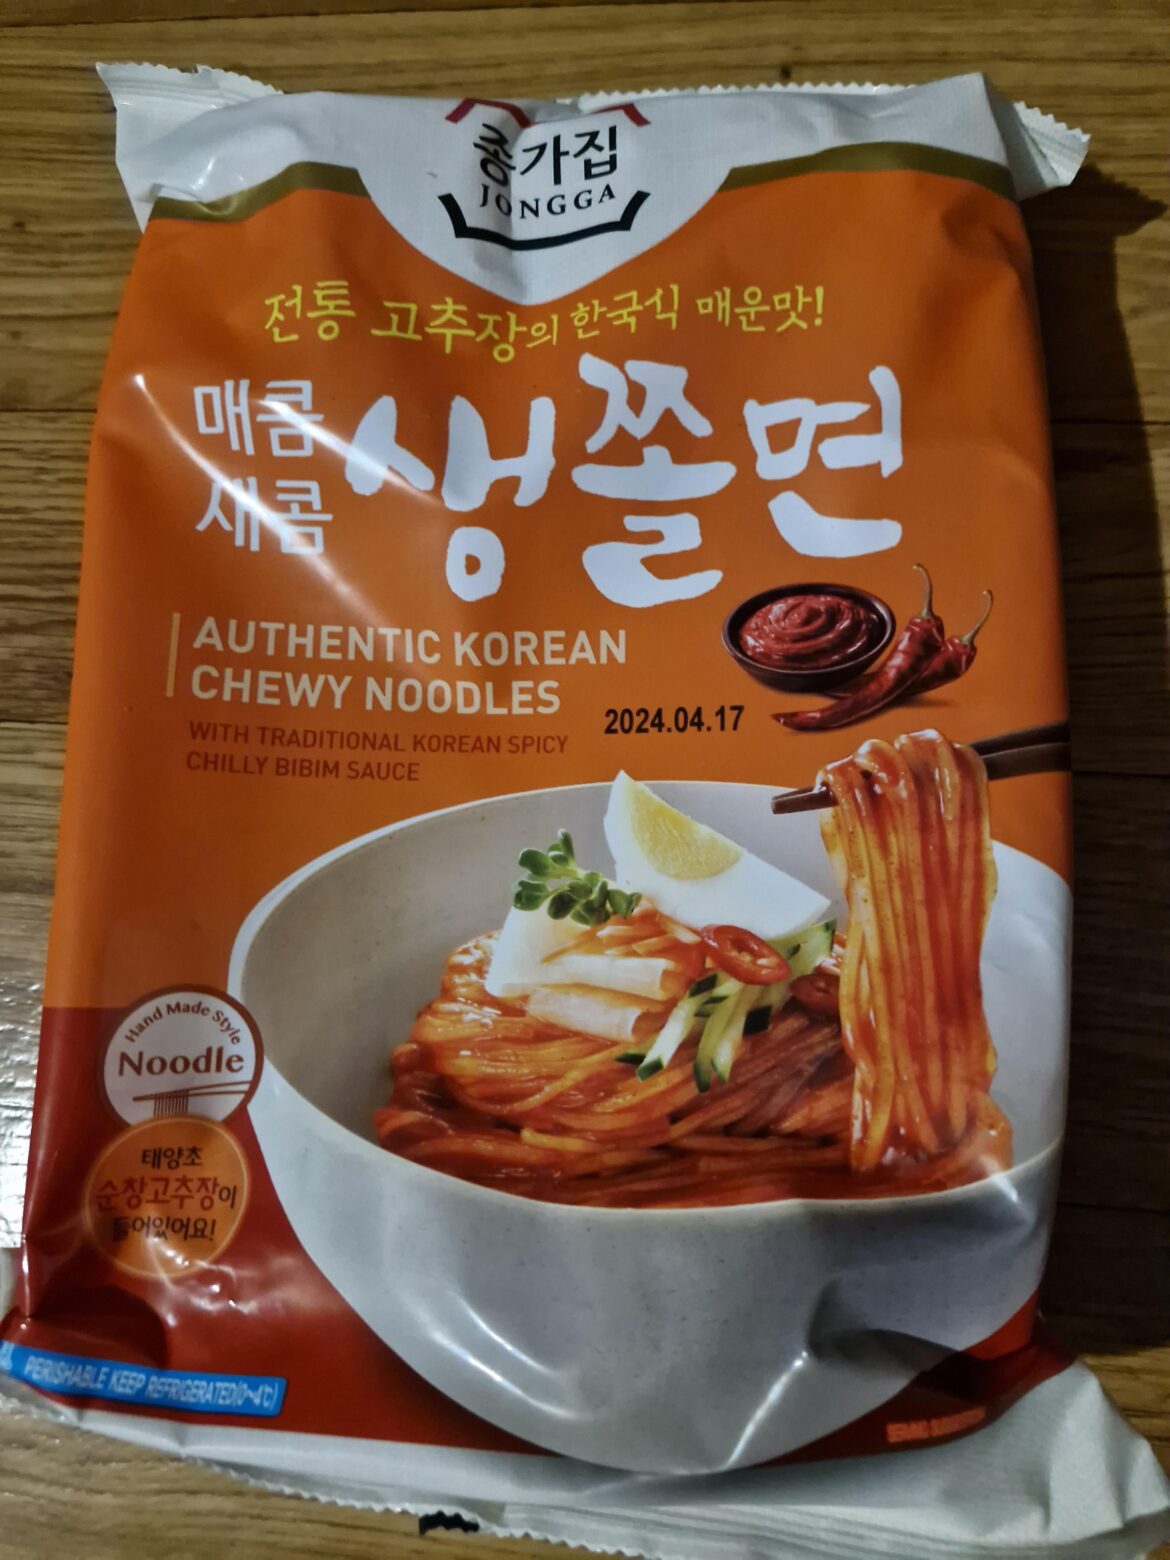 종가집
JONGGA
전통 고추장의 한국식 매운맛!
매콤
새콤
생쫄면
AUTHENTIC KOREAN
CHEWY NOODLES
WITH TRADITIONAL KOREAN SPICY
CHILLY BIBIM SAUCE
2024.04.17
Hand Made Style
Noodle
태양초
순창고추장이
들어있어요!
PERISHABLE KEEP REFRIGERATED(0~4℃)